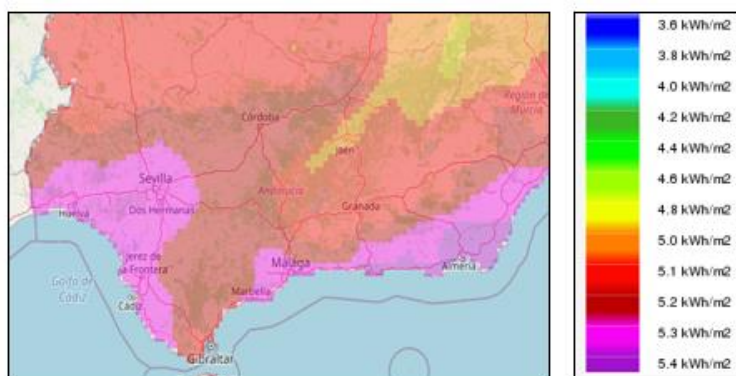 Córdoba
Región de
Murcia
Jaén
Sevilla
Andalucía
Dos Hermanas
Granada
Huelva
Jerez de
la Frontera
Málaga
Almería
Golfo de
Cádiz
Marbella
Cádiz
Gibraltar
3.6 kWh/m2
3.8 kWh/m2
4.0 kWh/m2
4.2 kWh/m2
4.4 kWh/m2
4.6 kWh/m2
4.8 kWh/m2
5.0 kWh/m2
5.1 kWh/m2
5.2 kWh/m2
5.3 kWh/m2
5.4 kWh/m2